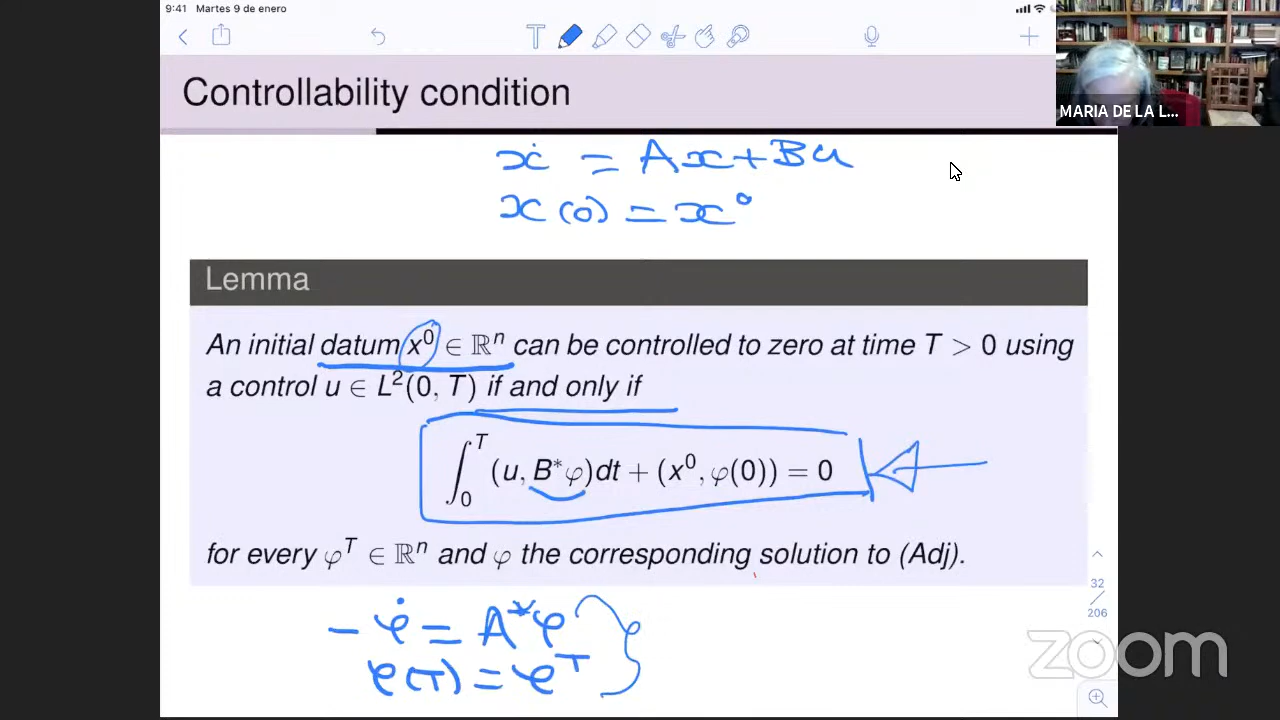 9:41 Martes 9 de enero
Controllability condition
MARIA DE LA L...
ẋ = Ax + Bu
x(0) = x⁰
Lemma
An initial datum x⁰ ∈ ℝⁿ can be controlled to zero at time T > 0 using
a control u ∈ L²(0, T) if and only if
∫₀ᵀ (u, B*φ)dt + (x⁰, φ(0)) = 0
for every φᵀ ∈ ℝⁿ and φ the corresponding solution to (Adj).
32
206
- φ̇ = A*φ
φ(T) = φᵀ
zoom